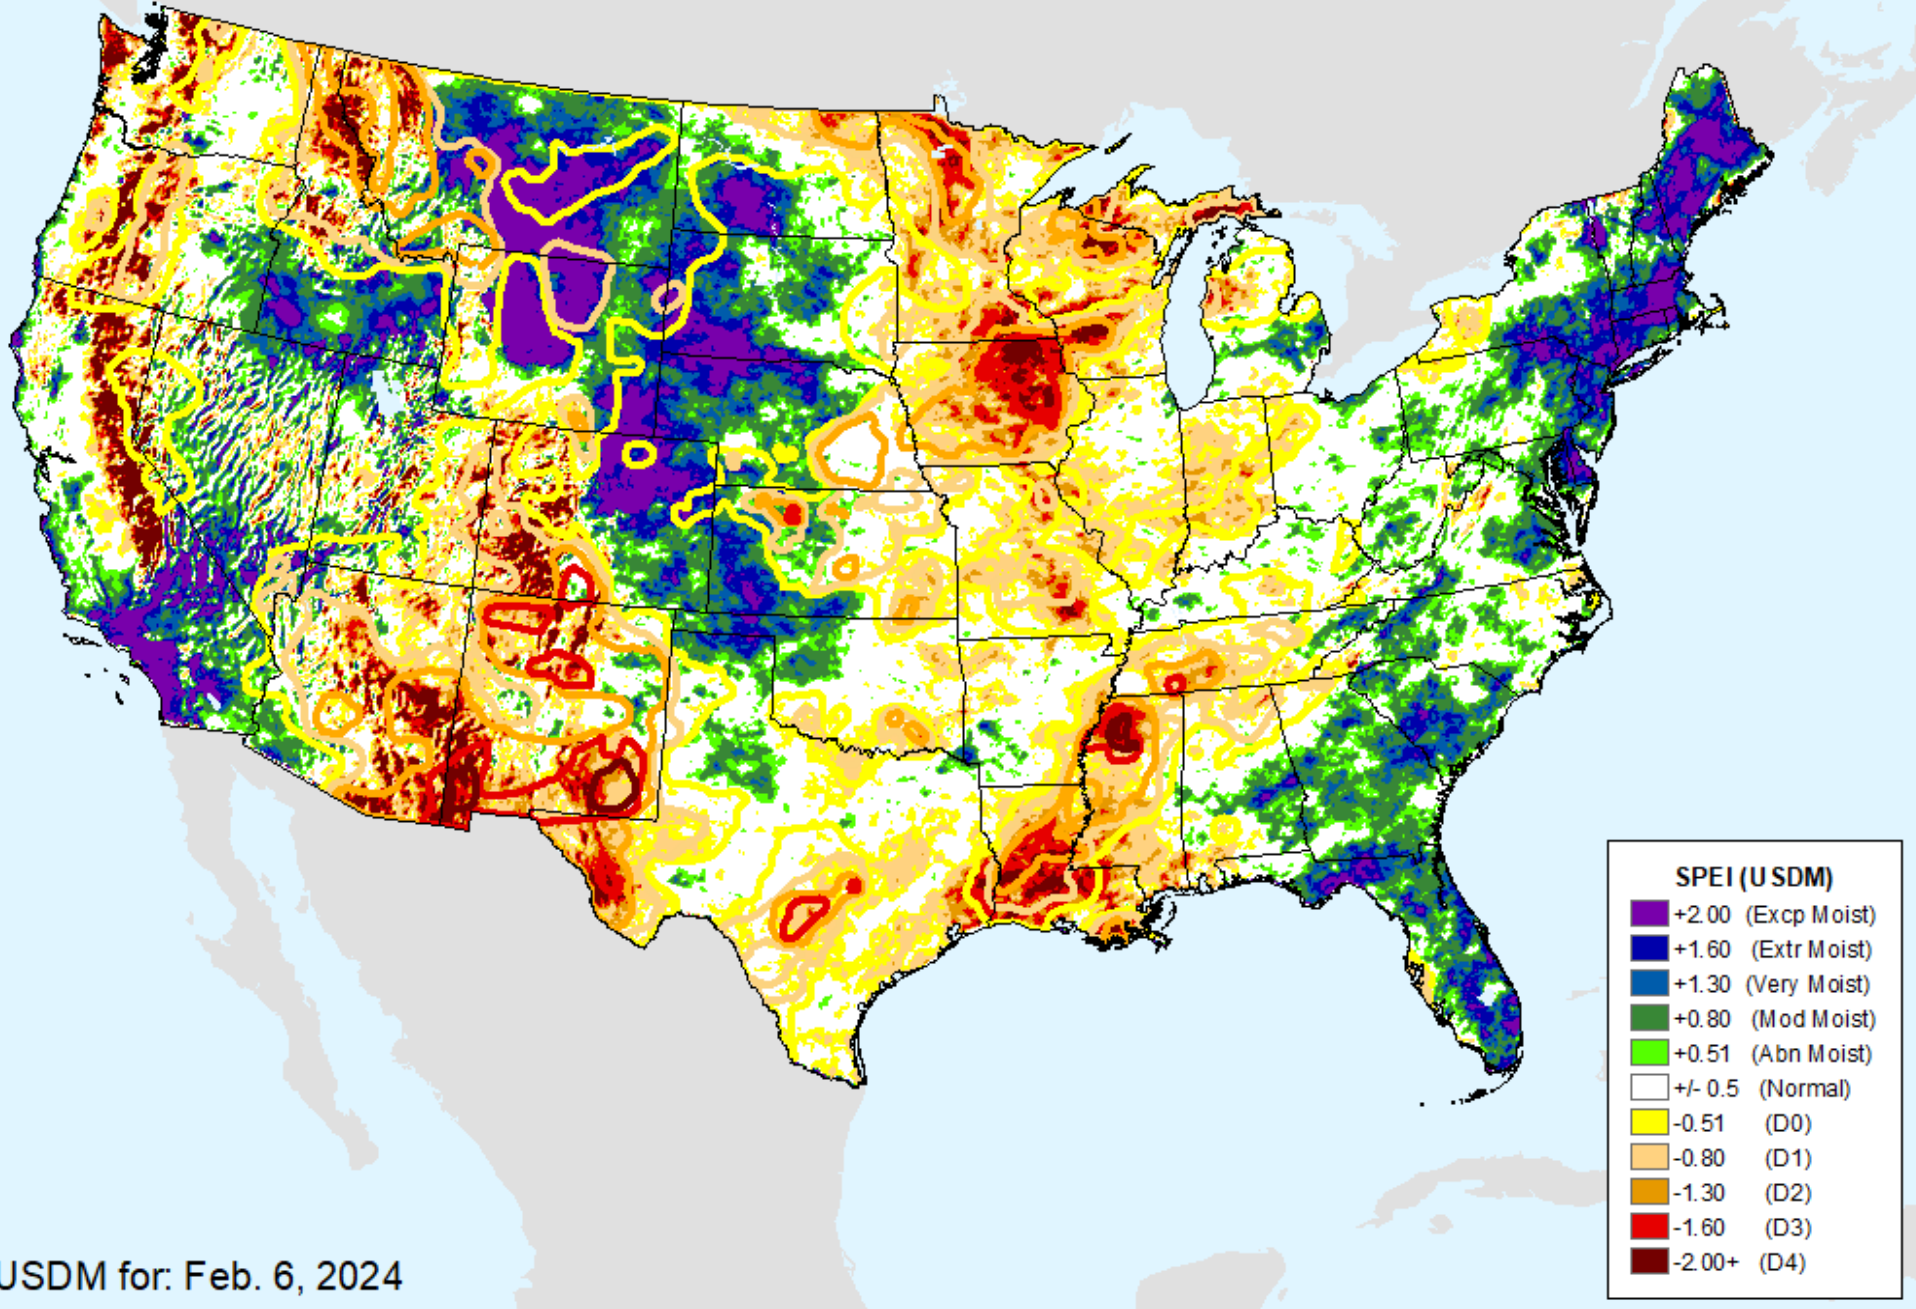 SPEI (USDM)
+2.00 (Excp Moist)
+1.60 (Extr Moist)
+1.30 (Very Moist)
+0.80 (Mod Moist)
+0.51 (Abn Moist)
+/- 0.5 (Normal)
-0.51 (D0)
-0.80 (D1)
-1.30 (D2)
-1.60 (D3)
-2.00+ (D4)
USDM for: Feb. 6, 2024